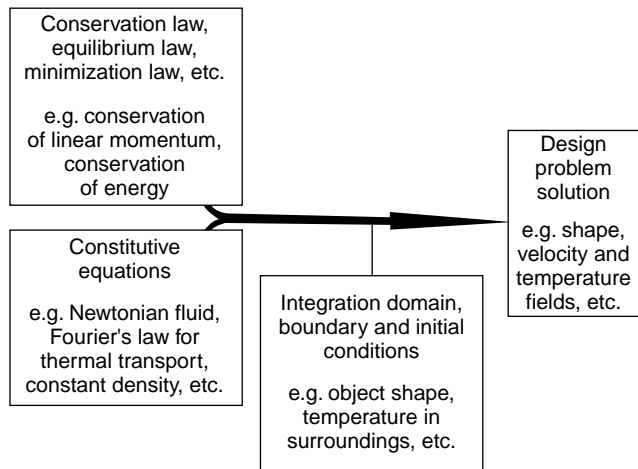 Conservation law,
equilibrium law,
minimization law, etc.
e.g. conservation
of linear momentum,
conservation
of energy
Constitutive
equations
e.g. Newtonian fluid,
Fourier's law for
thermal transport,
constant density, etc.
Integration domain,
boundary and initial
conditions
e.g. object shape,
temperature in
surroundings, etc.
Design
problem
solution
e.g. shape,
velocity and
temperature
fields, etc.